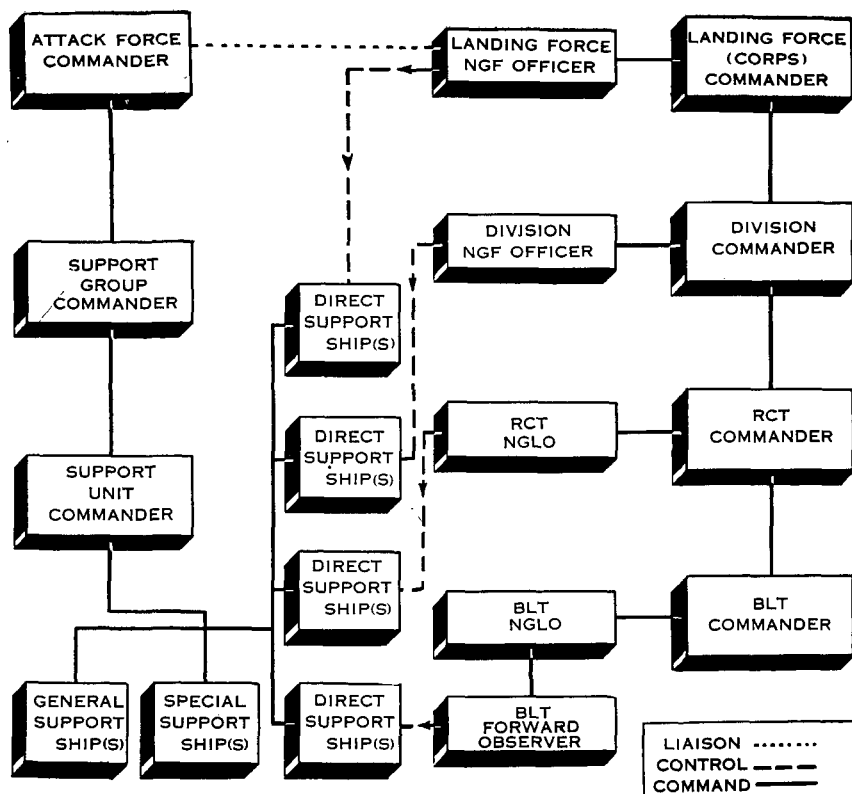 ATTACK FORCE
COMMANDER
LANDING FORCE
NGF OFFICER
LANDING FORCE
(CORPS)
COMMANDER
SUPPORT
GROUP
COMMANDER
DIVISION
NGF OFFICER
DIVISION
COMMANDER
DIRECT
SUPPORT
SHIP(S)
DIRECT
SUPPORT
SHIP(S)
RCT
NGLO
RCT
COMMANDER
SUPPORT
UNIT
COMMANDER
DIRECT
SUPPORT
SHIP(S)
BLT
NGLO
BLT
COMMANDER
GENERAL
SUPPORT
SHIP(S)
SPECIAL
SUPPORT
SHIP(S)
DIRECT
SUPPORT
SHIP(S)
BLT
FORWARD
OBSERVER
LIAISON
CONTROL
COMMAND